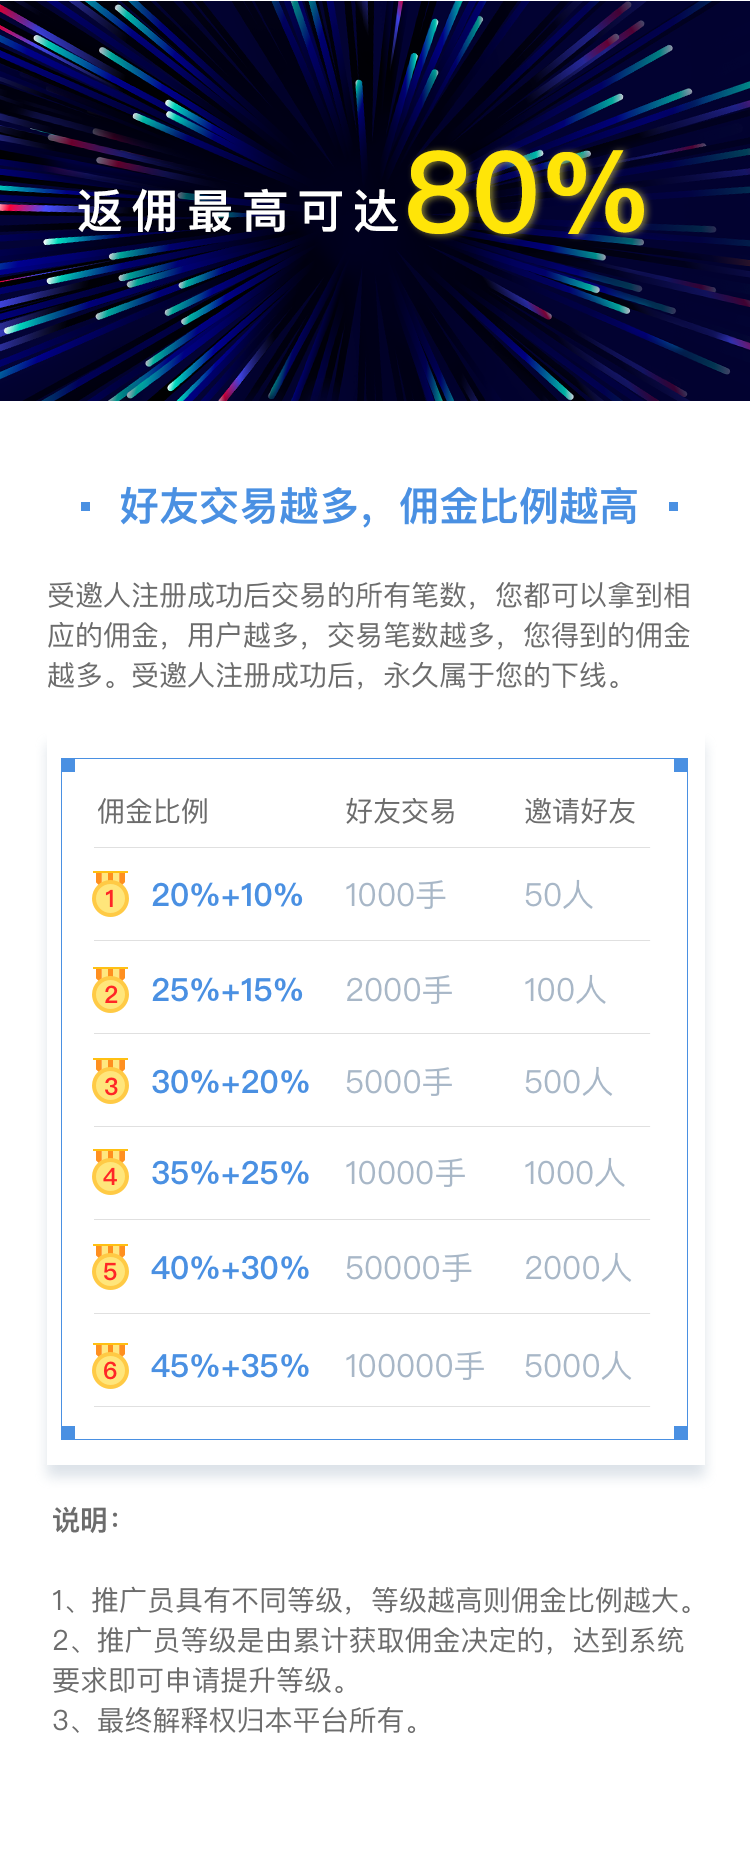 返佣最高可达80%
好友交易越多，佣金比例越高
受邀人注册成功后交易的所有笔数，您都可以拿到相
应的佣金，用户越多，交易笔数越多，您得到的佣金
越多。受邀人注册成功后，永久属于您的下线。
佣金比例 好友交易 邀请好友
1 20%+10% 1000手 50人
2 25%+15% 2000手 100人
3 30%+20% 5000手 500人
4 35%+25% 10000手 1000人
5 40%+30% 50000手 2000人
6 45%+35% 100000手 5000人
说明：
1、推广员具有不同等级，等级越高则佣金比例越大。
2、推广员等级是由累计获取佣金决定的，达到系统
要求即可申请提升等级。
3、最终解释权归本平台所有。